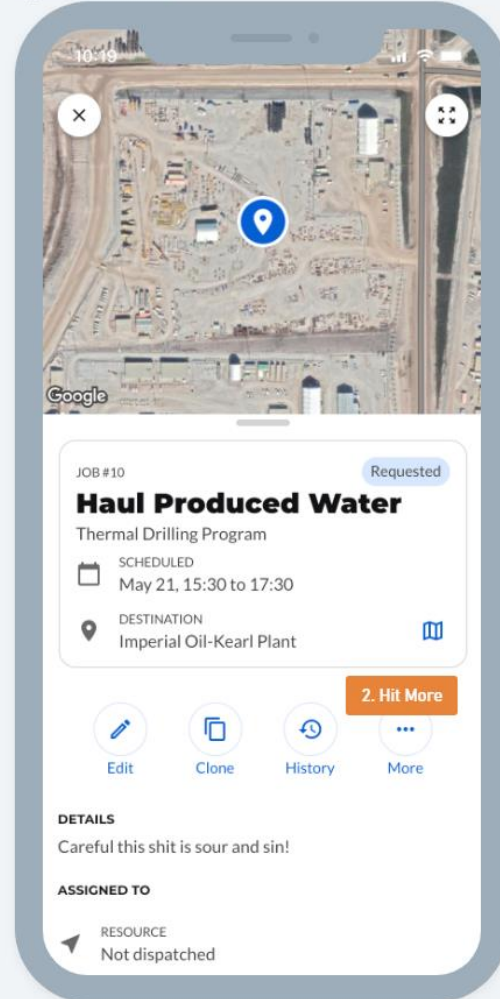 10:19
Google
JOB #10
Requested
Haul Produced Water
Thermal Drilling Program
SCHEDULED
May 21, 15:30 to 17:30
DESTINATION
Imperial Oil-Kearl Plant
2. Hit More
Edit
Clone
History
More
DETAILS
Careful this shit is sour and sin!
ASSIGNED TO
RESOURCE
Not dispatched